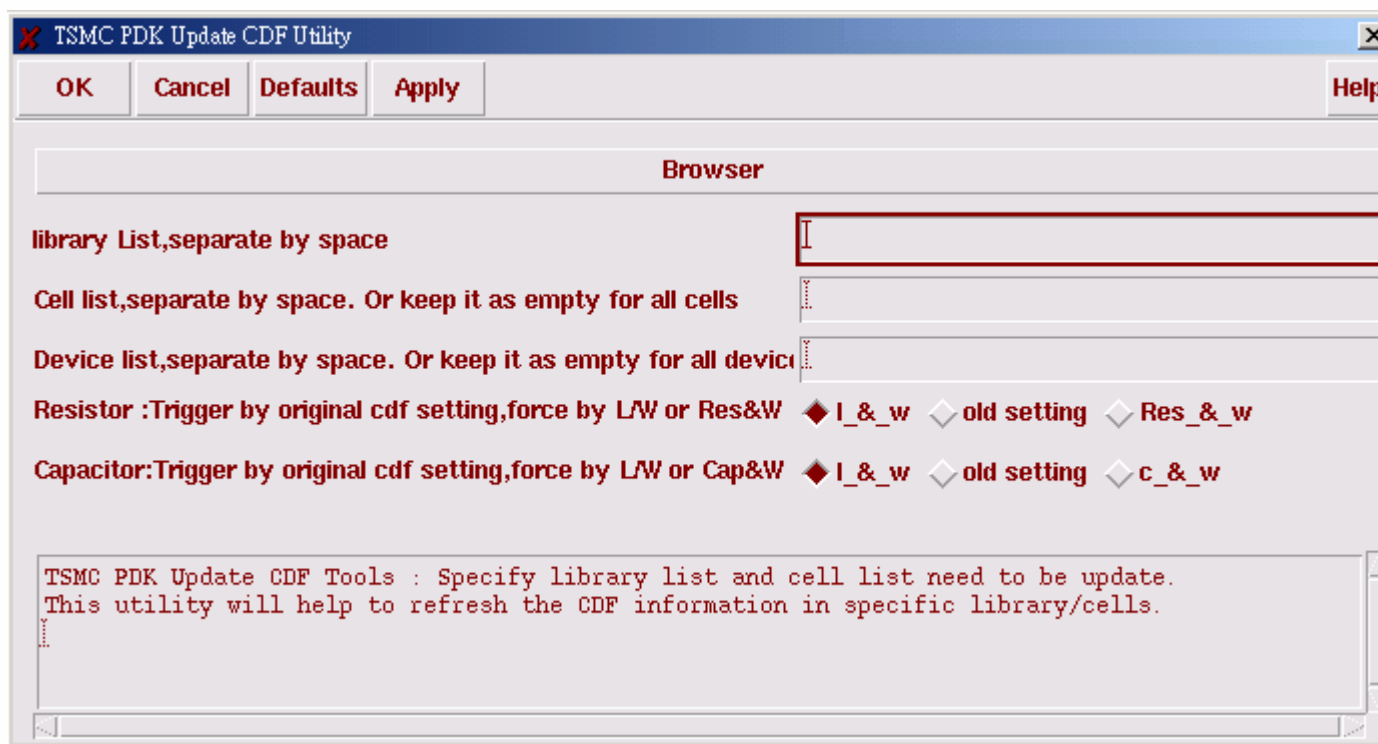 TSMC PDK Update CDF Utility
OK Cancel Defaults Apply Help
Browser
library List,separate by space
Cell list,separate by space. Or keep it as empty for all cells
Device list,separate by space. Or keep it as empty for all device
Resistor :Trigger by original cdf setting,force by L/W or Res&W l_&_w old setting Res_&_w
Capacitor:Trigger by original cdf setting,force by L/W or Cap&W l_&_w old setting c_&_w
TSMC PDK Update CDF Tools : Specify library list and cell list need to be update.
This utility will help to refresh the CDF information in specific library/cells.